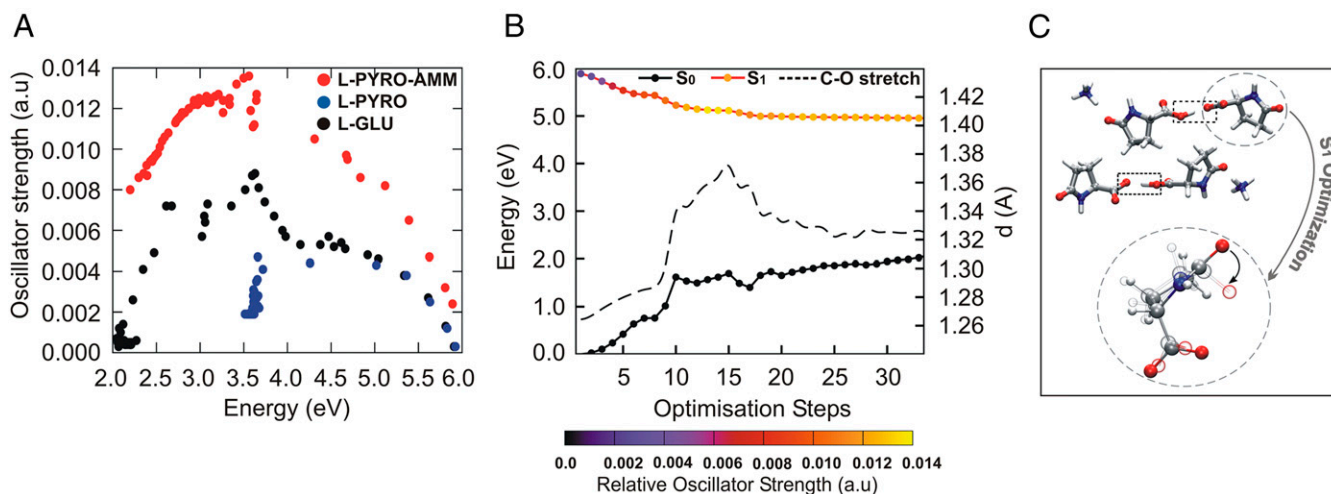 A
Oscillator strength (a.u)
0.014
0.012
0.010
0.008
0.006
0.004
0.002
0.000
2.0 2.5 3.0 3.5 4.0 4.5 5.0 5.5 6.0
Energy (eV)
L-PYRO-AMM
L-PYRO
L-GLU
B
Energy (eV)
6.0
5.0
4.0
3.0
2.0
1.0
0.0
S0 S1 C-O stretch
1.42
1.40
1.38
1.36
1.34
1.32
1.30
1.28
1.26
d (A)
5 10 15 20 25 30
Optimisation Steps
0.0 0.002 0.004 0.006 0.008 0.010 0.012 0.014
Relative Oscillator Strength (a.u)
C
S1 Optimization